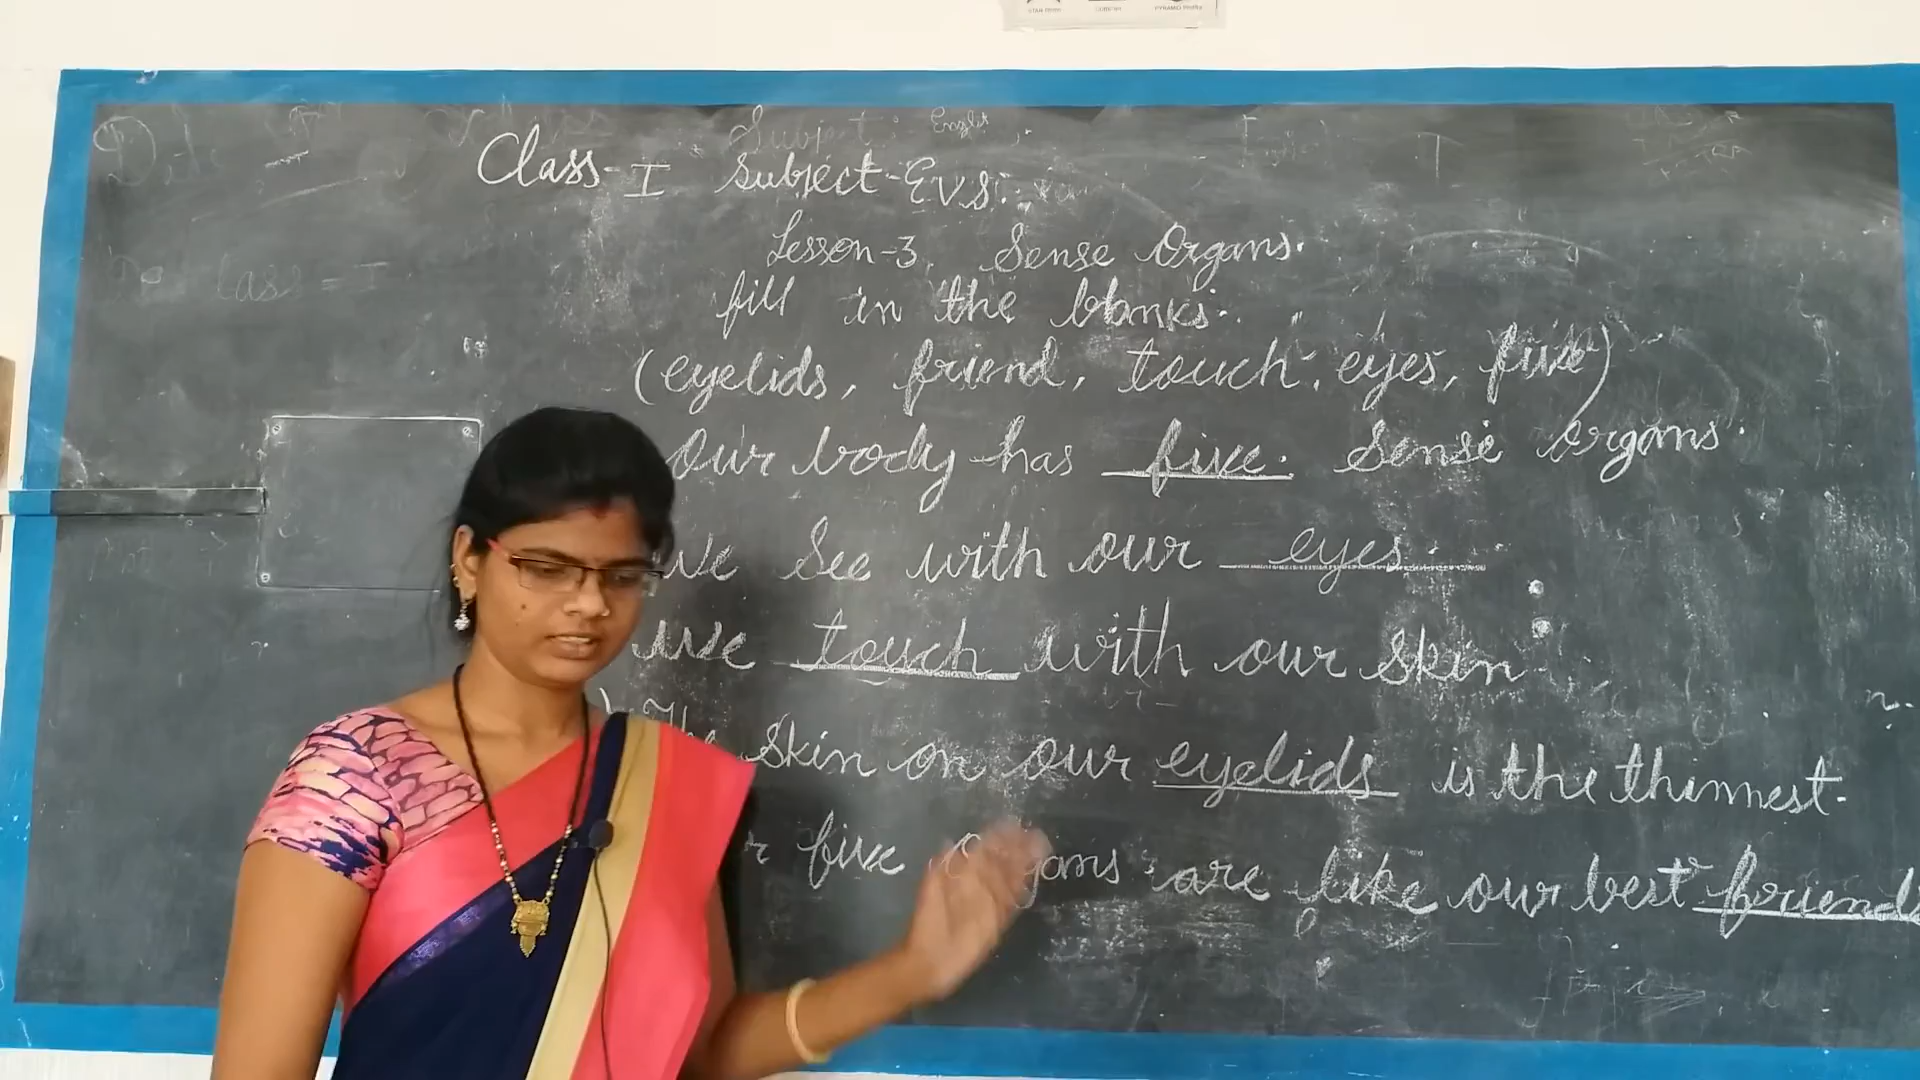 Class-I Subject-EVS:-
Lesson-3. Sense Organs.
fill in the blanks:.
(eyelids, friend, touch, eyes, five)
Our body has five. Sense organs.
We See with our eyes.
We touch with our skin
The skin on our eyelids is the thinnest.
five Organs are like our best friends